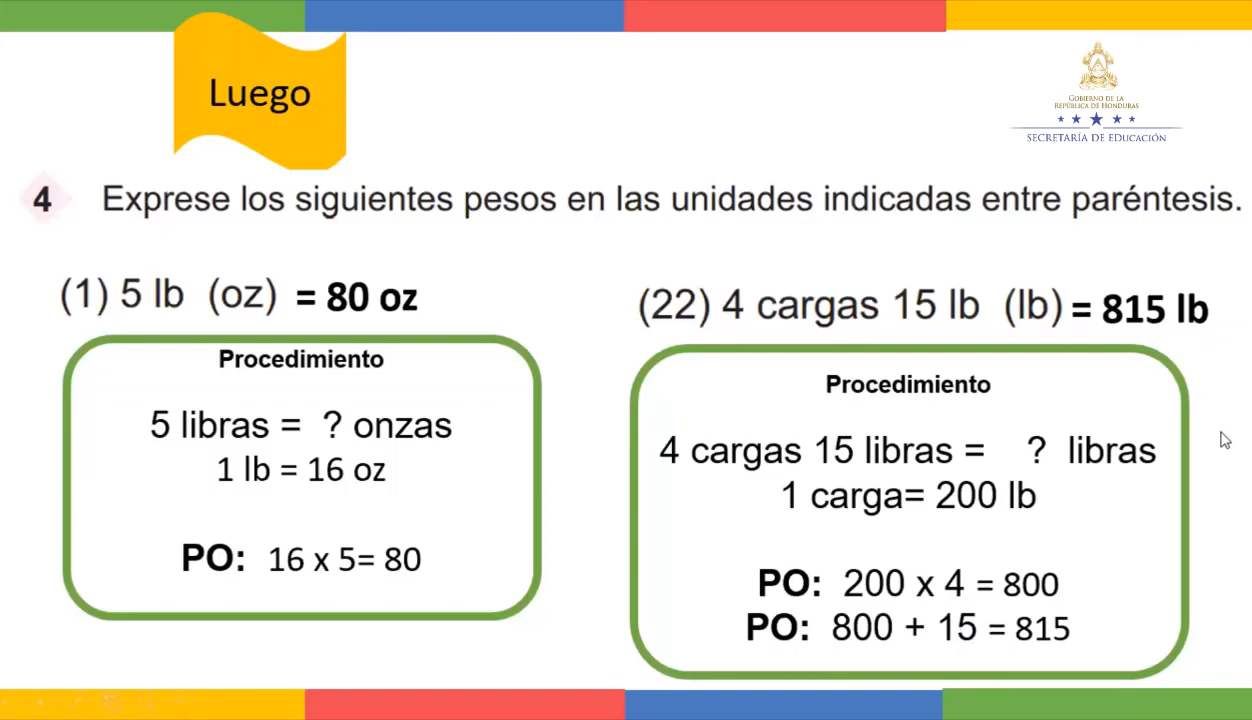 Luego
GOBIERNO DE LA
REPÚBLICA DE HONDURAS
SECRETARÍA DE EDUCACIÓN
4 Exprese los siguientes pesos en las unidades indicadas entre paréntesis.
(1) 5 lb (oz) = 80 oz
Procedimiento
5 libras = ? onzas
1 lb = 16 oz
PO: 16 x 5= 80
(22) 4 cargas 15 lb (lb) = 815 lb
Procedimiento
4 cargas 15 libras = ? libras
1 carga= 200 lb
PO: 200 x 4 = 800
PO: 800 + 15 = 815